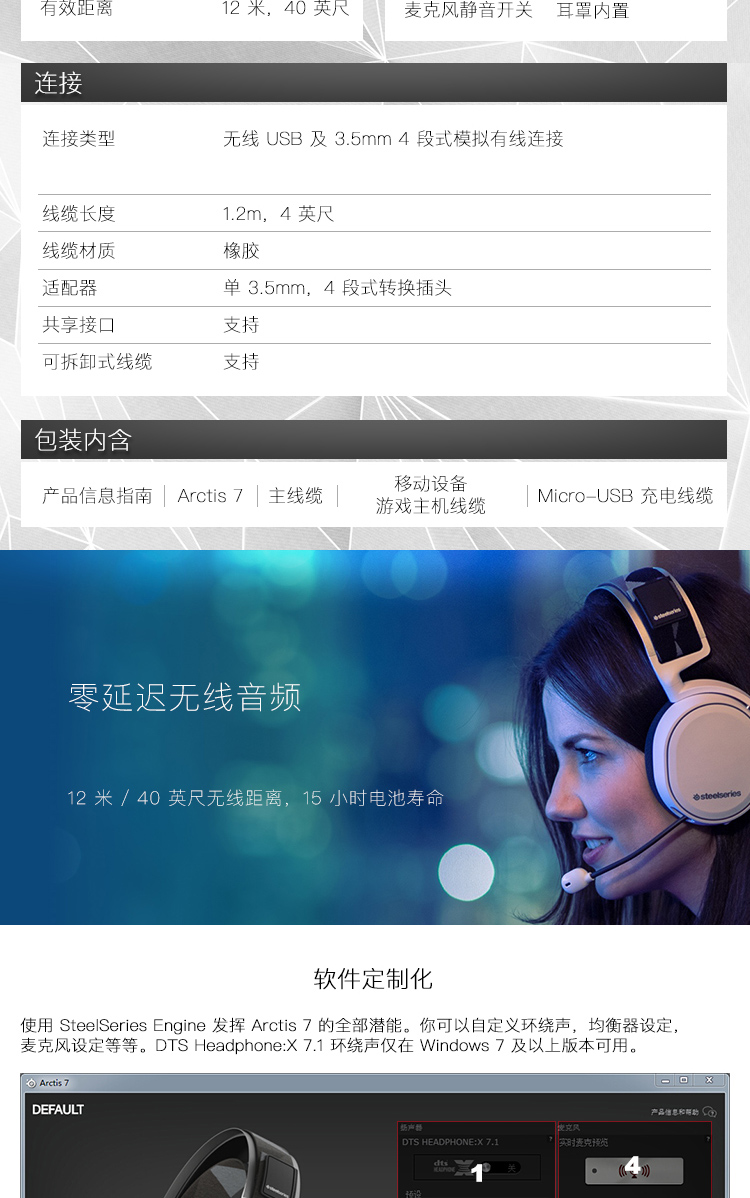 有效距离 12 米，40 英尺
麦克风静音开关 耳罩内置
连接
连接类型 无线 USB 及 3.5mm 4 段式模拟有线连接
线缆长度 1.2m，4 英尺
线缆材质 橡胶
适配器 单 3.5mm，4 段式转换插头
共享接口 支持
可拆卸式线缆 支持
包装内含
产品信息指南 Arctis 7 主线缆 移动设备
游戏主机线缆 Micro-USB 充电线缆
steelseries
steelseries
零延迟无线音频
12 米 / 40 英尺无线距离，15 小时电池寿命
软件定制化
使用 SteelSeries Engine 发挥 Arctis 7 的全部潜能。你可以自定义环绕声，均衡器设定，
麦克风设定等等。DTS Headphone:X 7.1 环绕声仅在 Windows 7 及以上版本可用。
Arctis 7
DEFAULT
产品信息和帮助
扬声器 麦克风
DTS HEADPHONE:X 7.1 ? 实时麦克预览 ?
dts 1 关 4
预设